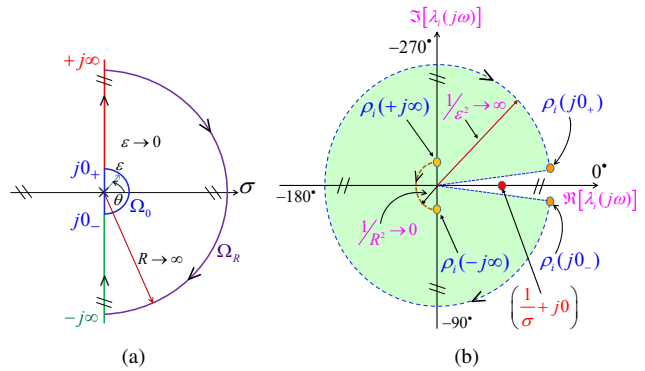 +j∞
ε→0
j0₊
ε
θ
σ
j0₋
Ω₀
R→∞
Ω_R
−j∞
(a)
ℑ[λᵢ(jω)]
−270°
ρᵢ(+j∞)
1/ε² →∞
ρᵢ(j0₊)
0°
−180°
ℜ[λᵢ(jω)]
1/R² →0
ρᵢ(−j∞)
ρᵢ(j0₋)
(1/σ + j0)
−90°
(b)